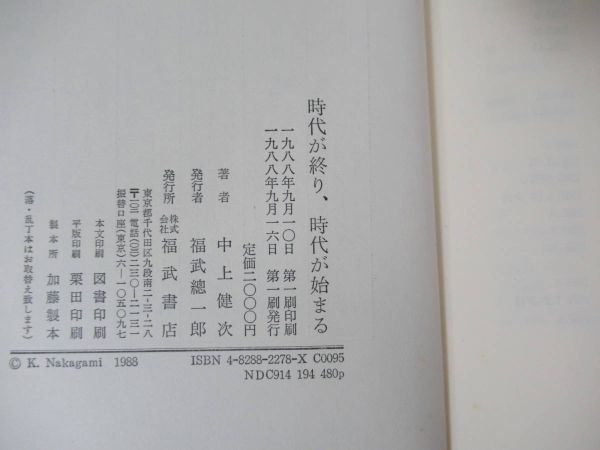 時代が終り、時代が始まる
一九八八年九月一〇日 第一刷印刷
一九八八年九月一六日 第一刷発行
定価二〇〇〇円
著者 中上健次
発行者 福武總一郎
発行所 株式会社 福武書店
東京都千代田区九段南二-三-二八
〒一〇二 電話(〇三)二三〇-二一三一
振替口座(東京)六-一〇五〇九七
本文印刷 図書印刷
平版印刷 栗田印刷
製本所 加藤製本
(落・乱丁本はお取替え致します)
© K. Nakagami 1988
ISBN 4-8288-2278-X C0095
NDC914 194 480p